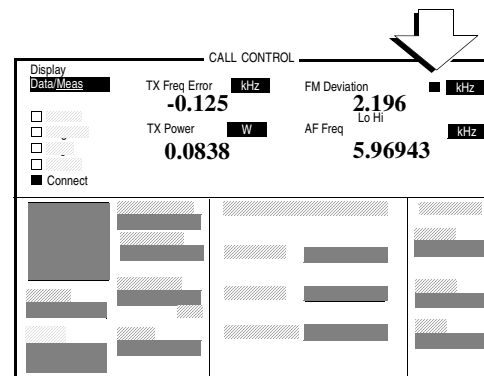 CALL CONTROL
Display
Data/Meas
TX Freq Error kHz
-0.125
FM Deviation kHz
2.196
Lo Hi
TX Power W
0.0838
AF Freq kHz
5.96943
Connect